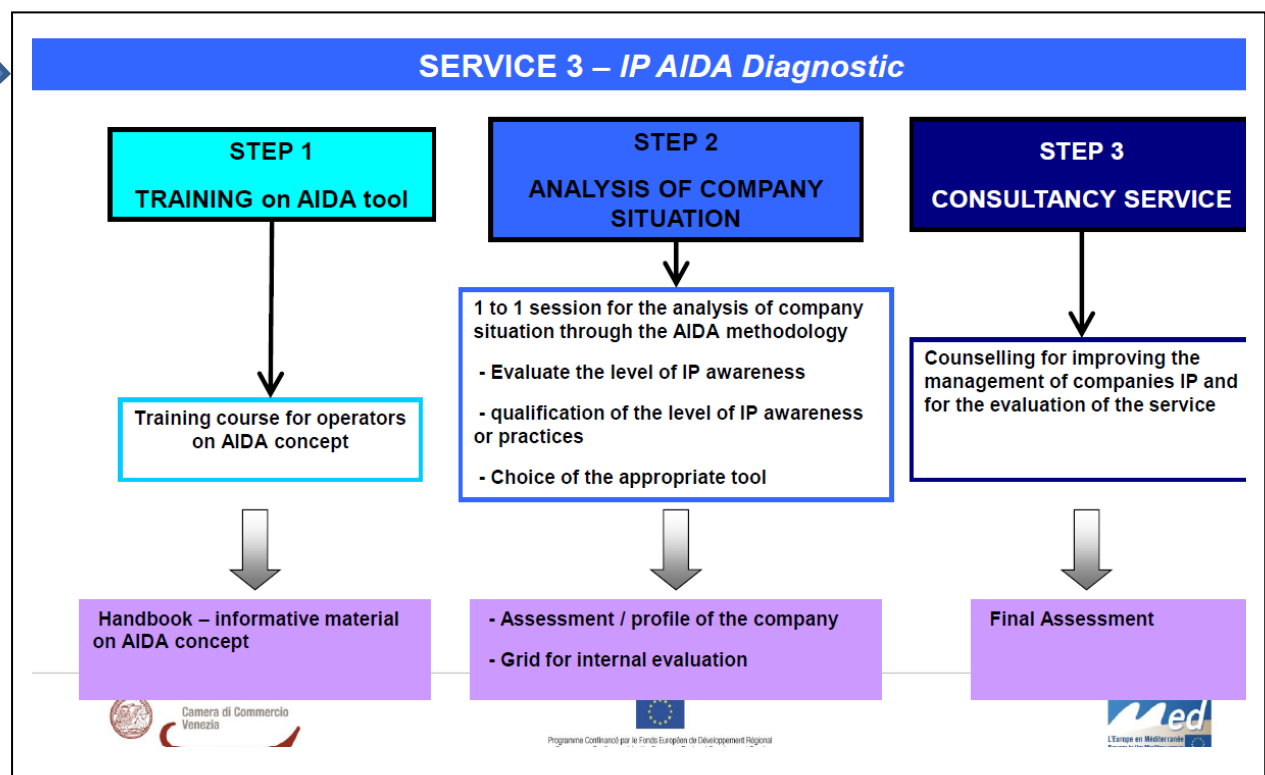 SERVICE 3 – IP AIDA Diagnostic
STEP 1
TRAINING on AIDA tool
STEP 2
ANALYSIS OF COMPANY
SITUATION
STEP 3
CONSULTANCY SERVICE
Training course for operators
on AIDA concept
1 to 1 session for the analysis of company
situation through the AIDA methodology
- Evaluate the level of IP awareness
- qualification of the level of IP awareness
or practices
- Choice of the appropriate tool
Counselling for improving the
management of companies IP and
for the evaluation of the service
Handbook – informative material
on AIDA concept
- Assessment / profile of the company
- Grid for internal evaluation
Final Assessment
Camera di Commercio
Venezia
Programme Confinancé par le Fonds Européen de Développement Régional
Med
L'Europe en Méditerranée